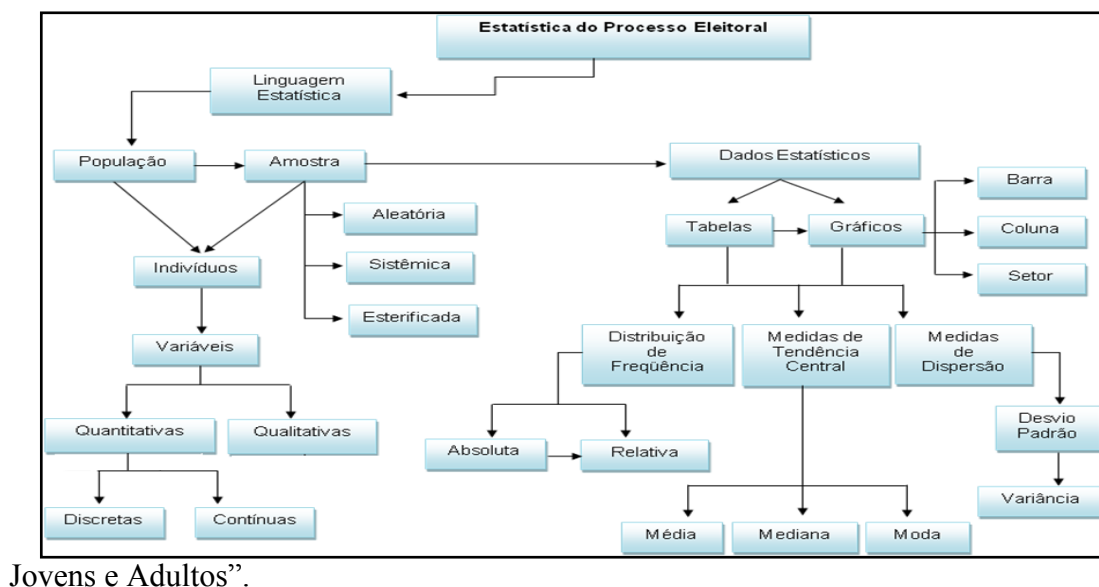 Estatística do Processo Eleitoral
Linguagem
Estatística
População
Amostra
Dados Estatísticos
Barra
Aleatória
Tabelas
Gráficos
Coluna
Indivíduos
Sistêmica
Setor
Esterificada
Variáveis
Distribuição
de
Freqüência
Medidas de
Tendência
Central
Medidas
de
Dispersão
Quantitativas
Qualitativas
Absoluta
Relativa
Desvio
Padrão
Discretas
Contínuas
Média
Mediana
Moda
Variância
Jovens e Adultos”.